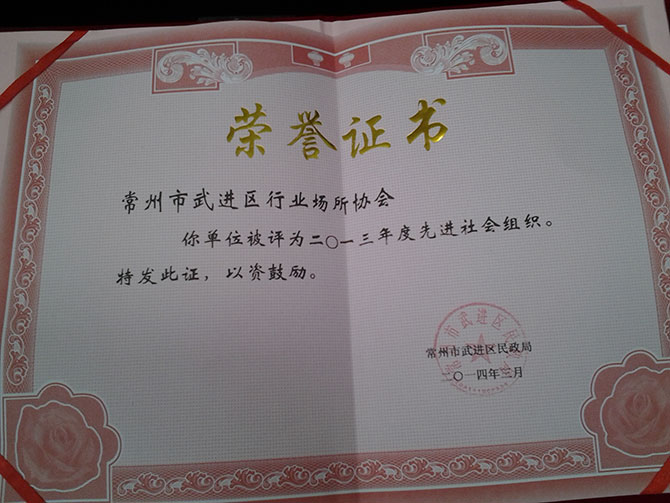 荣誉证书
常州市武进区行业场所协会
你单位被评为二〇一三年度先进社会组织。
特发此证，以资鼓励。
常州市武进区民政局
二〇一四年三月